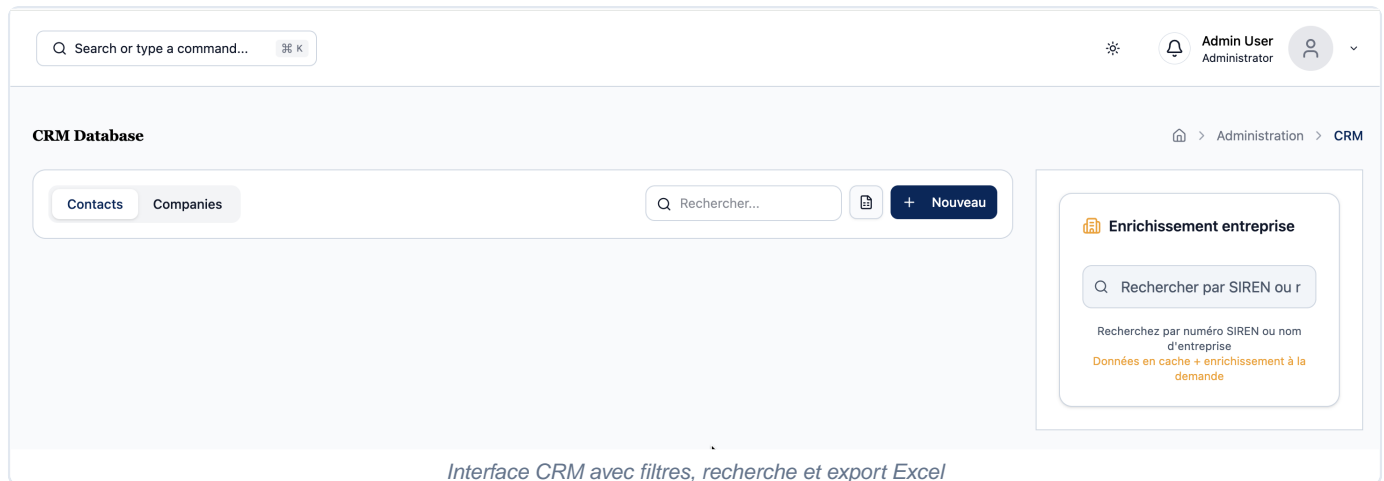 Search or type a command... ⌘ K
Admin User
Administrator
CRM Database
Administration > CRM
Contacts Companies
Rechercher...
+ Nouveau
Enrichissement entreprise
Rechercher par SIREN ou r
Recherchez par numéro SIREN ou nom
d'entreprise
Données en cache + enrichissement à la
demande
Interface CRM avec filtres, recherche et export Excel